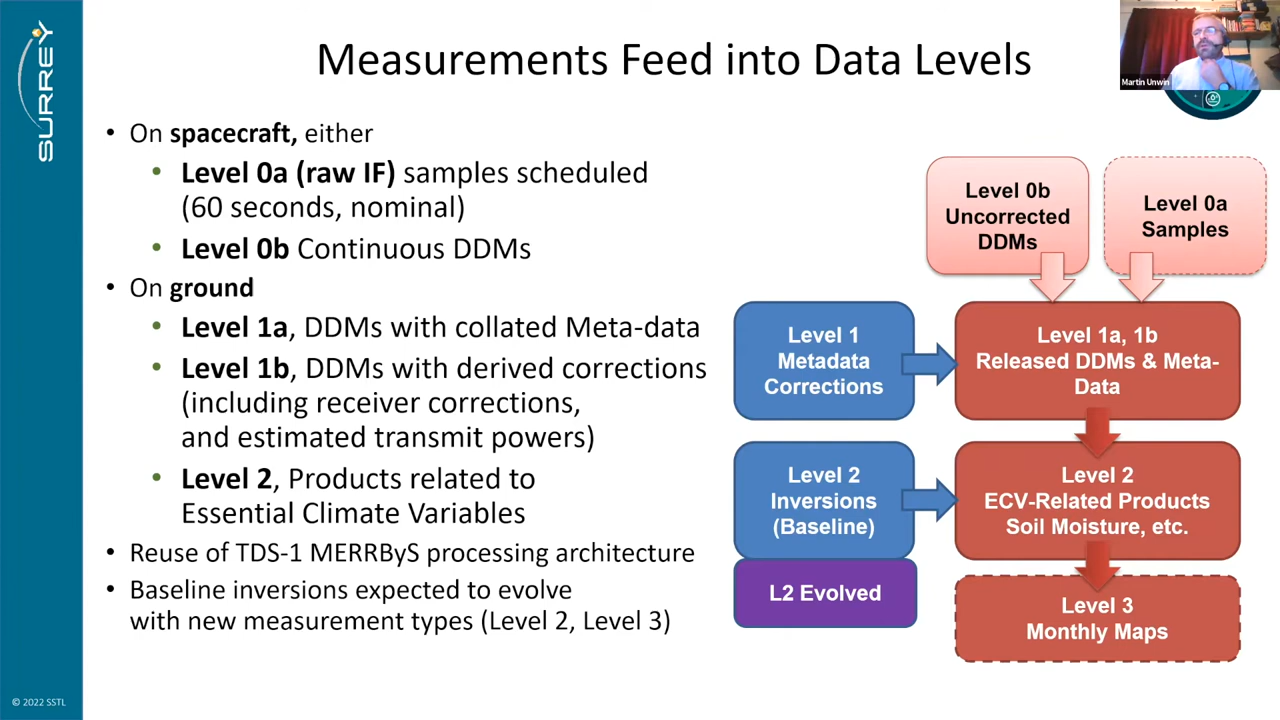 SURREY
Measurements Feed into Data Levels
Martin Unwin
• On spacecraft, either
• Level 0a (raw IF) samples scheduled
(60 seconds, nominal)
• Level 0b Continuous DDMs
• On ground
• Level 1a, DDMs with collated Meta-data
• Level 1b, DDMs with derived corrections
(including receiver corrections,
and estimated transmit powers)
• Level 2, Products related to
Essential Climate Variables
• Reuse of TDS-1 MERRByS processing architecture
• Baseline inversions expected to evolve
with new measurement types (Level 2, Level 3)
Level 0b
Uncorrected
DDMs
Level 0a
Samples
Level 1
Metadata
Corrections
Level 1a, 1b
Released DDMs & Meta-
Data
Level 2
Inversions
(Baseline)
Level 2
ECV-Related Products
Soil Moisture, etc.
L2 Evolved
Level 3
Monthly Maps
© 2022 SSTL